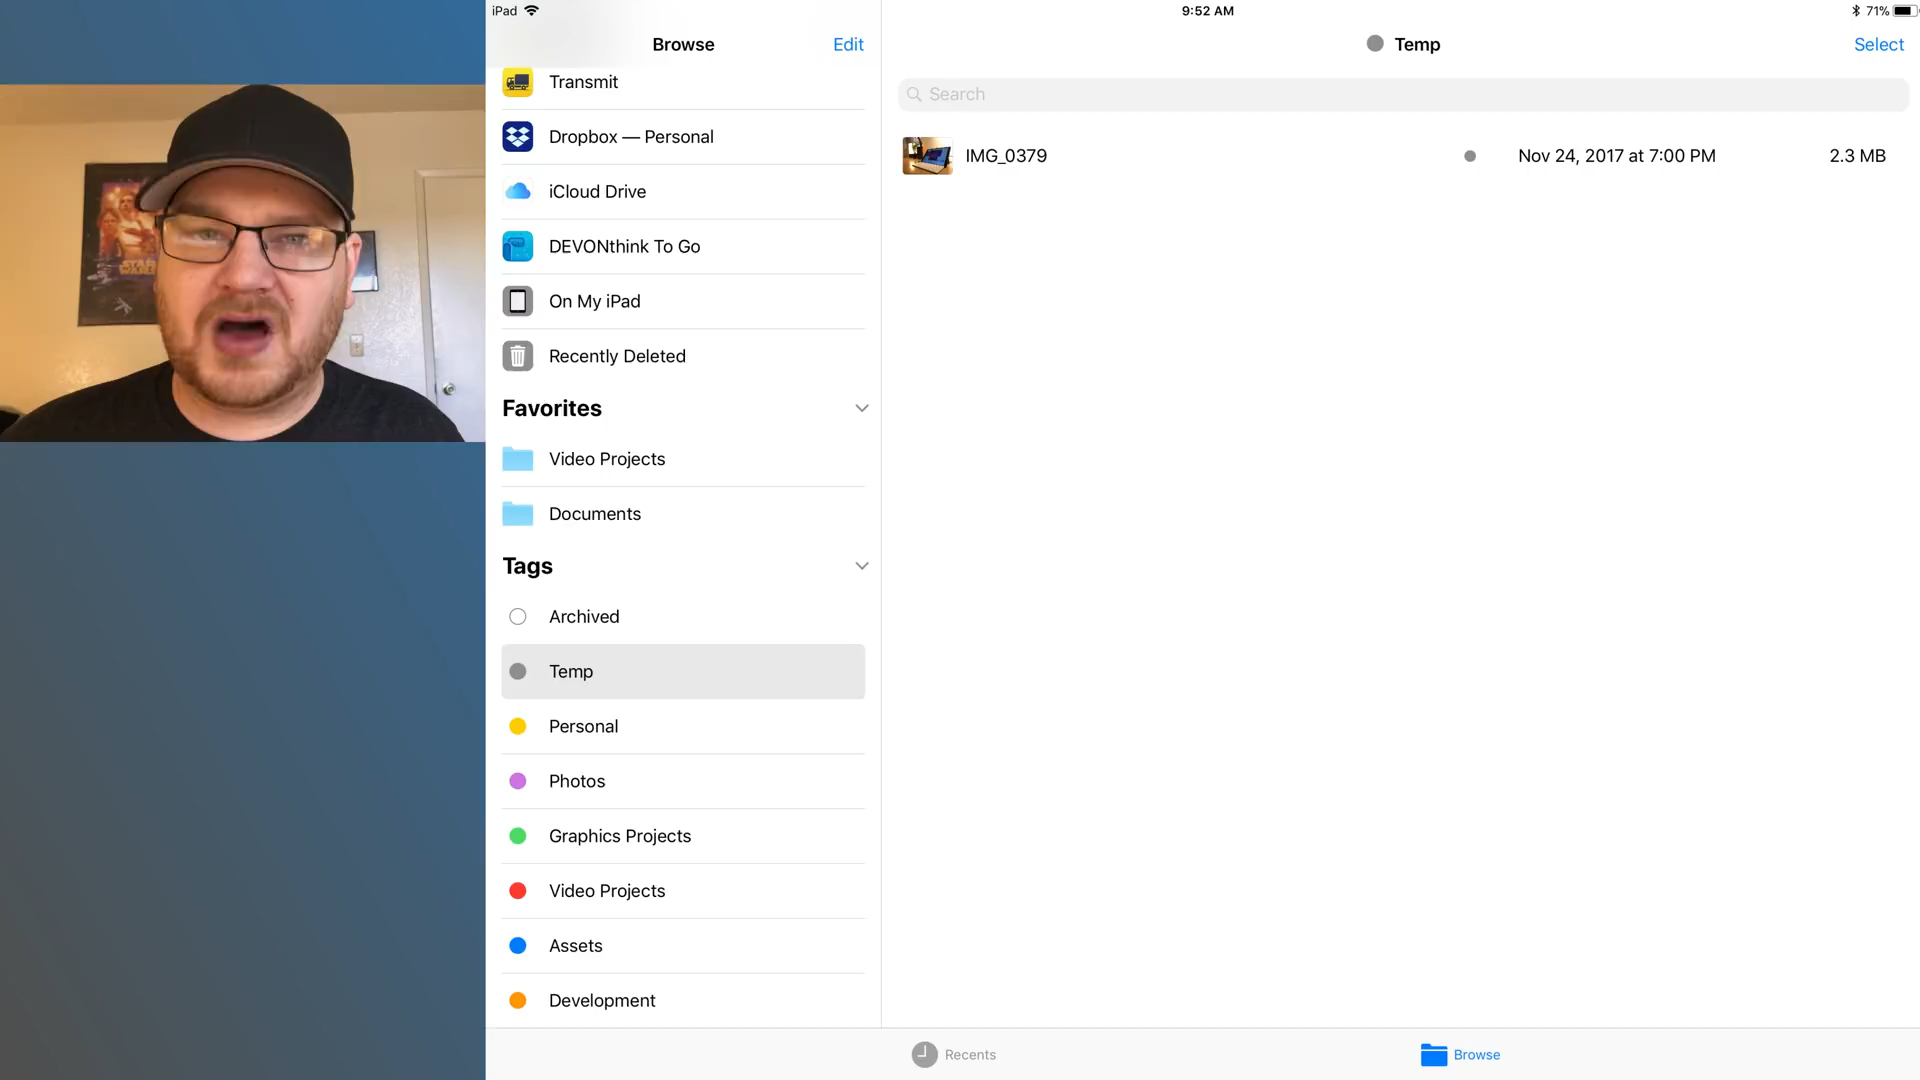 iPad
9:52 AM
71%
Browse
Edit
Temp
Select
Transmit
Search
Dropbox — Personal
IMG_0379
Nov 24, 2017 at 7:00 PM
2.3 MB
iCloud Drive
DEVONthink To Go
On My iPad
Recently Deleted
Favorites
Video Projects
Documents
Tags
Archived
Temp
Personal
Photos
Graphics Projects
Video Projects
Assets
Development
Recents
Browse
STAR
WARS